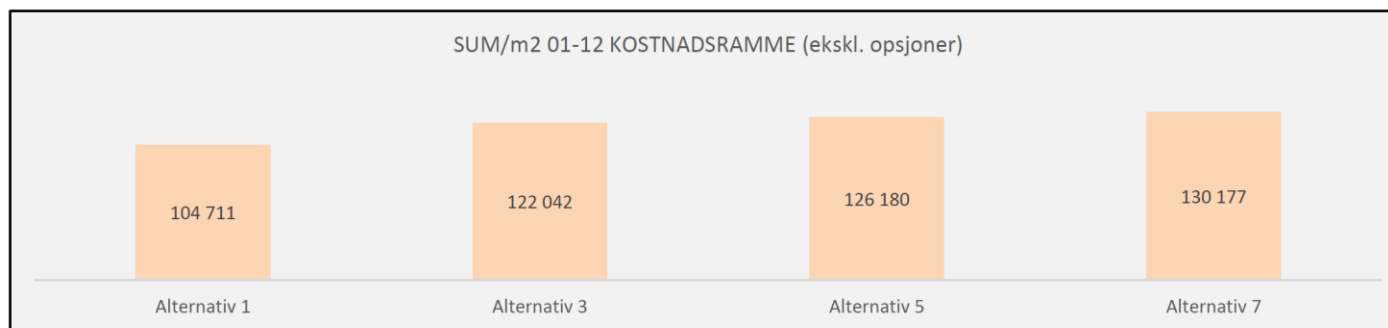 SUM/m2 01-12 KOSTNADSRAMME (ekskl. opsjoner)
104 711
122 042
126 180
130 177
Alternativ 1
Alternativ 3
Alternativ 5
Alternativ 7